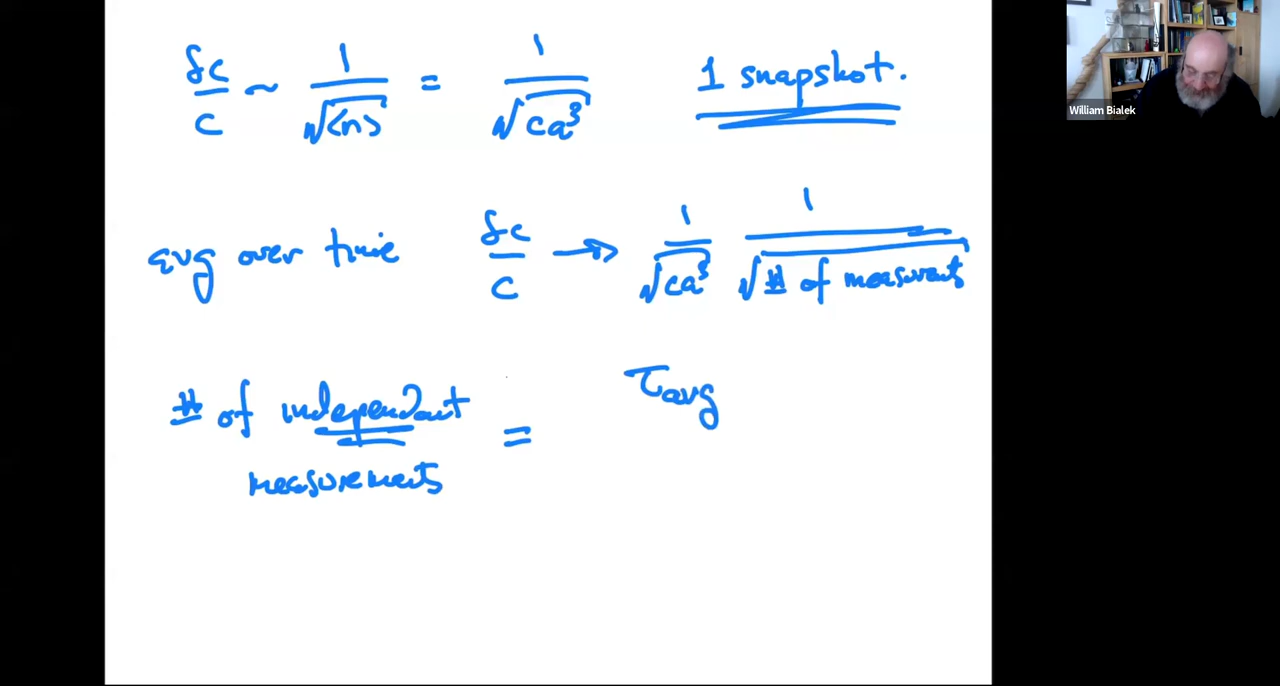 δc/c ~ 1/√⟨n⟩ = 1/√ca³ 1 snapshot.
William Bialek
avg over time δc/c → 1/√ca³ 1/√# of measurements
# of independent measurements = τavg